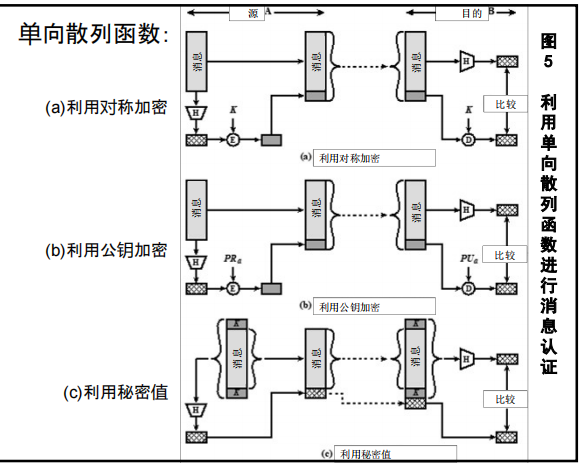 单向散列函数:
(a)利用对称加密
(b)利用公钥加密
(c)利用秘密值
源 A
目的 B
消息
消息
消息
H
H
K
K
E
D
比较
(a) 利用对称加密
消息
消息
消息
H
H
PRa
PUa
E
D
比较
(b) 利用公钥加密
K
消息
K
消息
K
消息
K
H
H
比较
(c) 利用秘密值
图5 利用单向散列函数进行消息认证